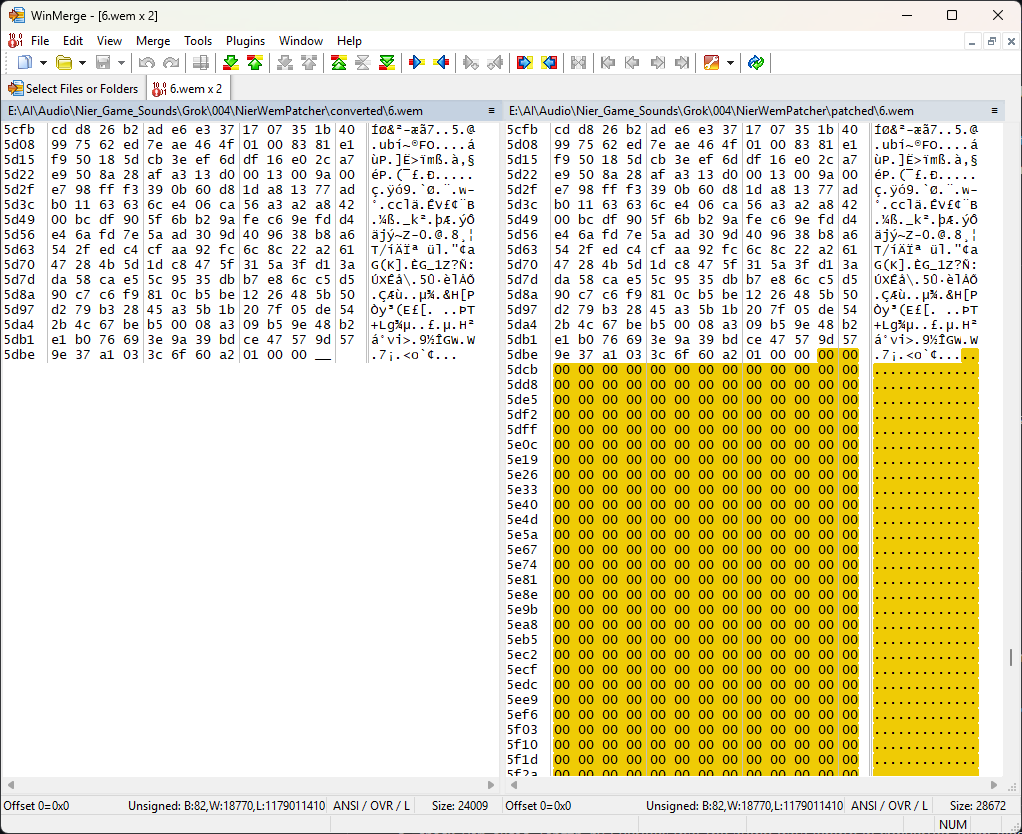 WinMerge - [6.wem x 2]
File Edit View Merge Tools Plugins Window Help
Select Files or Folders 6.wem x 2
E:\AI\Audio\Nier_Game_Sounds\Grok\004\NierWemPatcher\converted\6.wem
5cfb cd d8 26 b2 ad e6 e3 37 17 07 35 1b 40 ÍØ&²-æã7..5.@
5d08 99 75 62 ed 7e ae 46 4f 01 00 83 81 e1 .ubí~®FO....á
5d15 f9 50 18 5d cb 3e ef 6d df 16 e0 2c a7 ùP.]Ë>ïmß.à,§
5d22 e9 50 8a 28 af a3 13 d0 00 13 00 9a 00 éP.(¯£.Ð.....
5d2f e7 98 ff f3 39 0b 60 d8 1d a8 13 77 ad ç.ÿó9.`Ø.¨.w-
5d3c b0 11 63 63 6c e4 06 ca 56 a3 a2 a8 42 °.cclä.ÊV£¢¨B
5d49 00 bc df 90 5f 6b b2 9a fe c6 9e fd d4 .¼ß._k².þÆ.ýÔ
5d56 e4 6a fd 7e 5a ad 30 9d 40 96 38 b8 a6 äjý~Z-0.@.8¸¦
5d63 54 2f ed c4 cf aa 92 fc 6c 8c 22 a2 61 T/íÄÏª.ül."¢a
5d70 47 28 4b 5d 1d c8 47 5f 31 5a 3f d1 3a G(K].ÈG_1Z?Ñ:
5d7d da 58 ca e5 5c 95 35 db b7 e8 6c c5 d5 ÚXÊå\.5Û·èlÅÕ
5d8a 90 c7 c6 f9 81 0c b5 be 12 26 48 5b 50 .ÇÆù..µ¾.&H[P
5d97 d2 79 b3 28 45 a3 5b 1b 20 7f 05 de 54 Òy³(E£[. ..ÞT
5da4 2b 4c 67 be b5 00 08 a3 09 b5 9e 48 b2 +Lg¾µ..£.µ.H²
5db1 e1 b0 76 69 3e 9a 39 bd ce 47 57 9d 57 á°vi>.9½ÎGW.W
5dbe 9e 37 a1 03 3c 6f 60 a2 01 00 00 __ .7¡.<o`¢...
E:\AI\Audio\Nier_Game_Sounds\Grok\004\NierWemPatcher\patched\6.wem
5cfb cd d8 26 b2 ad e6 e3 37 17 07 35 1b 40 ÍØ&²-æã7..5.@
5d08 99 75 62 ed 7e ae 46 4f 01 00 83 81 e1 .ubí~®FO....á
5d15 f9 50 18 5d cb 3e ef 6d df 16 e0 2c a7 ùP.]Ë>ïmß.à,§
5d22 e9 50 8a 28 af a3 13 d0 00 13 00 9a 00 éP.(¯£.Ð.....
5d2f e7 98 ff f3 39 0b 60 d8 1d a8 13 77 ad ç.ÿó9.`Ø.¨.w-
5d3c b0 11 63 63 6c e4 06 ca 56 a3 a2 a8 42 °.cclä.ÊV£¢¨B
5d49 00 bc df 90 5f 6b b2 9a fe c6 9e fd d4 .¼ß._k².þÆ.ýÔ
5d56 e4 6a fd 7e 5a ad 30 9d 40 96 38 b8 a6 äjý~Z-0.@.8¸¦
5d63 54 2f ed c4 cf aa 92 fc 6c 8c 22 a2 61 T/íÄÏª.ül."¢a
5d70 47 28 4b 5d 1d c8 47 5f 31 5a 3f d1 3a G(K].ÈG_1Z?Ñ:
5d7d da 58 ca e5 5c 95 35 db b7 e8 6c c5 d5 ÚXÊå\.5Û·èlÅÕ
5d8a 90 c7 c6 f9 81 0c b5 be 12 26 48 5b 50 .ÇÆù..µ¾.&H[P
5d97 d2 79 b3 28 45 a3 5b 1b 20 7f 05 de 54 Òy³(E£[. ..ÞT
5da4 2b 4c 67 be b5 00 08 a3 09 b5 9e 48 b2 +Lg¾µ..£.µ.H²
5db1 e1 b0 76 69 3e 9a 39 bd ce 47 57 9d 57 á°vi>.9½ÎGW.W
5dbe 9e 37 a1 03 3c 6f 60 a2 01 00 00 00 00 .7¡.<o`¢.....
5dcb 00 00 00 00 00 00 00 00 00 00 00 00 00 .............
5dd8 00 00 00 00 00 00 00 00 00 00 00 00 00 .............
5de5 00 00 00 00 00 00 00 00 00 00 00 00 00 .............
5df2 00 00 00 00 00 00 00 00 00 00 00 00 00 .............
5dff 00 00 00 00 00 00 00 00 00 00 00 00 00 .............
5e0c 00 00 00 00 00 00 00 00 00 00 00 00 00 .............
5e19 00 00 00 00 00 00 00 00 00 00 00 00 00 .............
5e26 00 00 00 00 00 00 00 00 00 00 00 00 00 .............
5e33 00 00 00 00 00 00 00 00 00 00 00 00 00 .............
5e40 00 00 00 00 00 00 00 00 00 00 00 00 00 .............
5e4d 00 00 00 00 00 00 00 00 00 00 00 00 00 .............
5e5a 00 00 00 00 00 00 00 00 00 00 00 00 00 .............
5e67 00 00 00 00 00 00 00 00 00 00 00 00 00 .............
5e74 00 00 00 00 00 00 00 00 00 00 00 00 00 .............
5e81 00 00 00 00 00 00 00 00 00 00 00 00 00 .............
5e8e 00 00 00 00 00 00 00 00 00 00 00 00 00 .............
5e9b 00 00 00 00 00 00 00 00 00 00 00 00 00 .............
5ea8 00 00 00 00 00 00 00 00 00 00 00 00 00 .............
5eb5 00 00 00 00 00 00 00 00 00 00 00 00 00 .............
5ec2 00 00 00 00 00 00 00 00 00 00 00 00 00 .............
5ecf 00 00 00 00 00 00 00 00 00 00 00 00 00 .............
5edc 00 00 00 00 00 00 00 00 00 00 00 00 00 .............
5ee9 00 00 00 00 00 00 00 00 00 00 00 00 00 .............
5ef6 00 00 00 00 00 00 00 00 00 00 00 00 00 .............
5f03 00 00 00 00 00 00 00 00 00 00 00 00 00 .............
5f10 00 00 00 00 00 00 00 00 00 00 00 00 00 .............
5f1d 00 00 00 00 00 00 00 00 00 00 00 00 00 .............
5f2a 00 00 00 00 00 00 00 00 00 00 00 00 00 .............
Offset 0=0x0 Unsigned: B:82,W:18770,L:1179011410 ANSI / OVR / L Size: 24009
Offset 0=0x0 Unsigned: B:82,W:18770,L:1179011410 ANSI / OVR / L Size: 28672
NUM